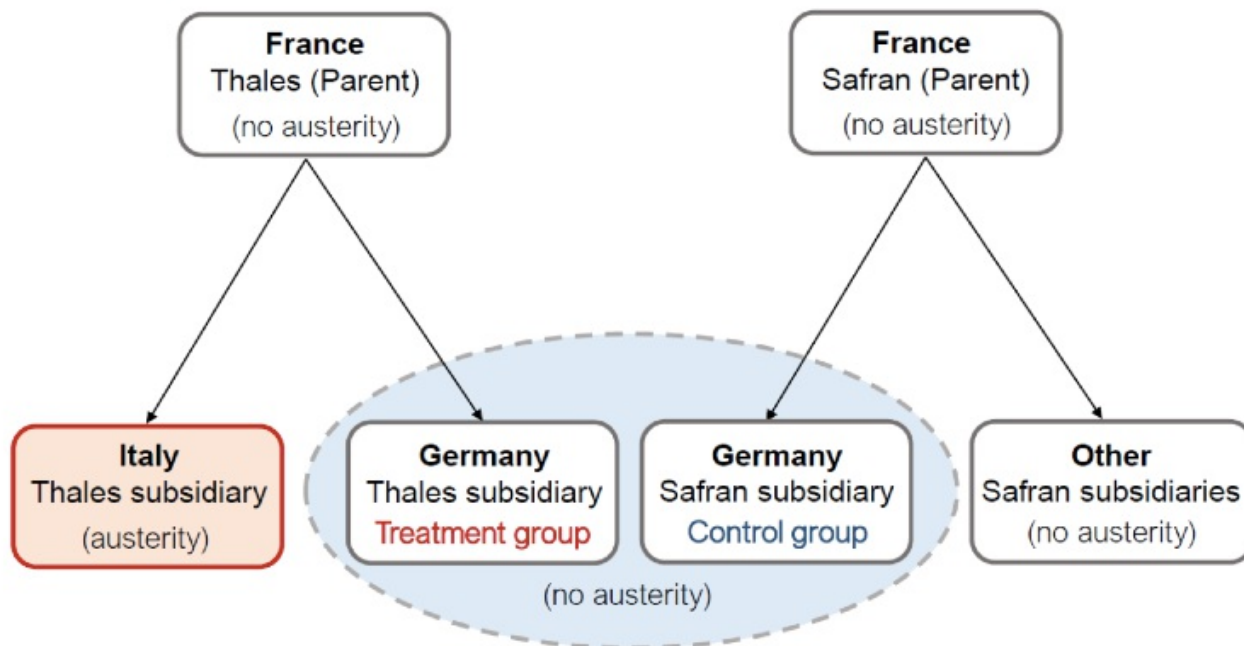 France
Thales (Parent)
(no austerity)
France
Safran (Parent)
(no austerity)
Italy
Thales subsidiary
(austerity)
Germany
Thales subsidiary
Treatment group
Germany
Safran subsidiary
Control group
(no austerity)
Other
Safran subsidiaries
(no austerity)